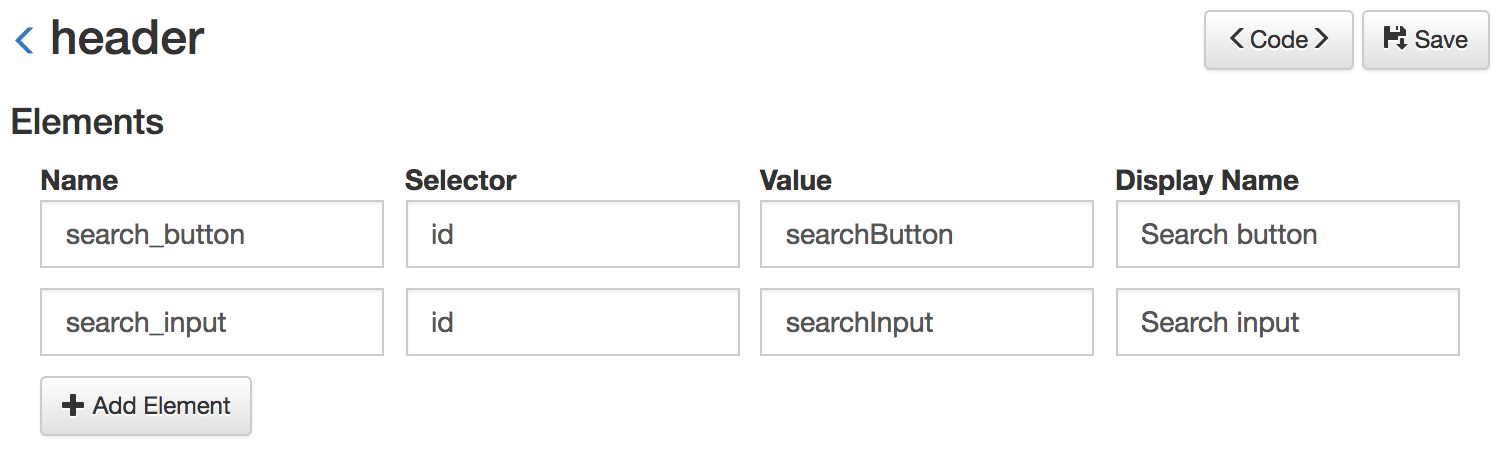 header
Code
Save
Elements
Name Selector Value Display Name
search_button id searchButton Search button
search_input id searchInput Search input
Add Element